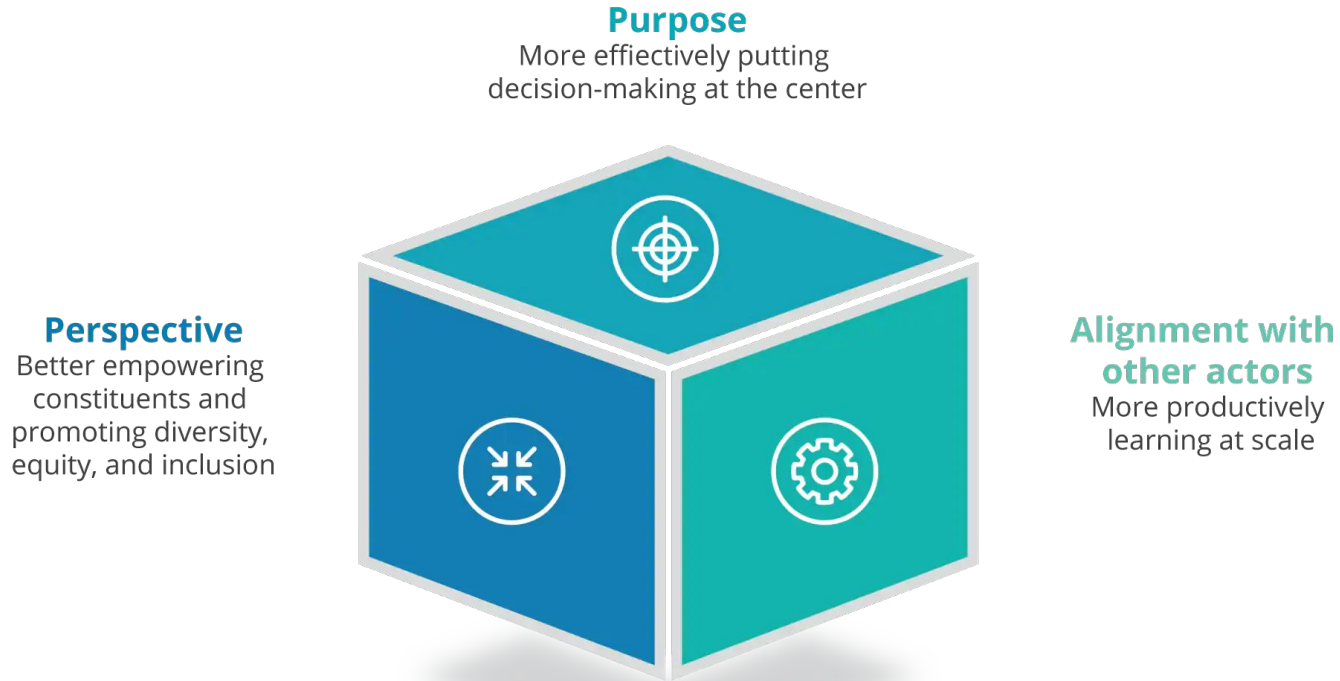 Purpose
More effiectively putting
decision-making at the center
Perspective
Better empowering
constituents and
promoting diversity,
equity, and inclusion
Alignment with
other actors
More productively
learning at scale